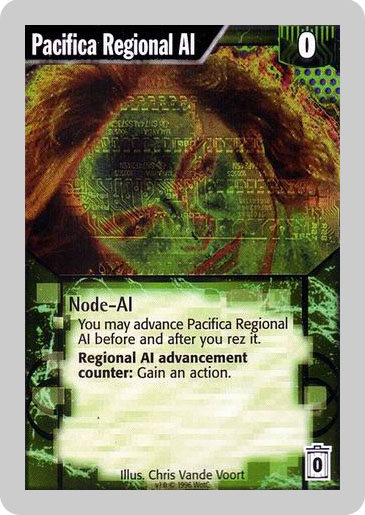 Pacifica Regional AI
0
Node-AI
You may advance Pacifica Regional
AI before and after you rez it.
Regional AI advancement
counter: Gain an action.
0
Illus. Chris Vande Voort
v1.0 © 1996 WotC